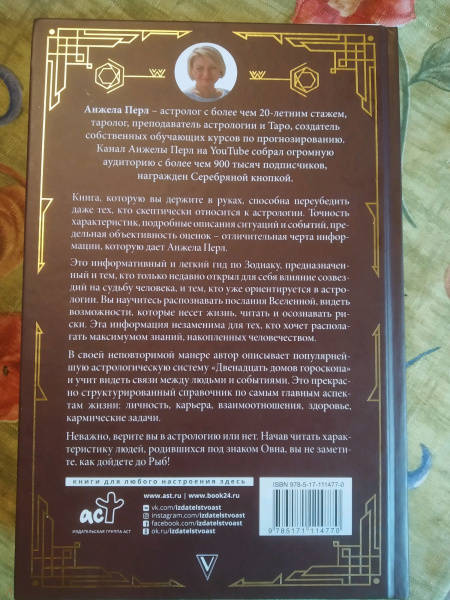 Анжела Перл – астролог с более чем 20-летним стажем,
таролог, преподаватель астрологии и Таро, создатель
собственных обучающих курсов по прогнозированию.
Канал Анжелы Перл на YouTube собрал огромную
аудиторию с более чем 900 тысяч подписчиков,
награжден Серебряной кнопкой.
Книга, которую вы держите в руках, способна переубедить
даже тех, кто скептически относится к астрологии. Точность
характеристик, подробные описания ситуаций и событий, пре-
дельная объективность оценок – отличительная черта инфор-
мации, которую дает Анжела Перл.
Это информативный и легкий гид по Зодиаку, предназначен-
ный и тем, кто только недавно открыл для себя влияние созвез-
дий на судьбу человека, и тем, кто уже ориентируется в астро-
логии. Вы научитесь распознавать послания Вселенной, видеть
возможности, которые несет жизнь, читать и осознавать ри-
ски. Эта информация незаменима для тех, кто хочет распола-
гать максимумом знаний, накопленных человечеством.
В своей неповторимой манере автор описывает популярней-
шую астрологическую систему «Двенадцать домов гороскопа»
и учит видеть связи между людьми и событиями. Это прекрас-
но структурированный справочник по самым главным аспек-
там жизни: личность, карьера, взаимоотношения, здоровье,
кармические задачи.
Неважно, верите вы в астрологию или нет. Начав читать харак-
теристику людей, родившихся под знаком Овна, вы не замети-
те, как дойдете до Рыб!
книги для любого настроения здесь
www.ast.ru | www.book24.ru
vk.com/izdatelstvoast
instagram.com/izdatelstvoast
facebook.com/izdatelstvoast
ok.ru/izdatelstvoast
аст
ИЗДАТЕЛЬСКАЯ ГРУППА АСТ
ISBN 978-5-17-111477-0
9 785171 114770